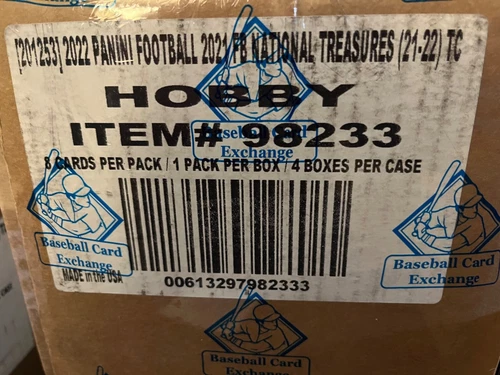 [201253] 2022 PANINI FOOTBALL 2021 FB NATIONAL TREASURES (21-22) TC
HOBBY
ITEM# 98233
Baseball Card
Exchange
8 CARDS PER PACK / 1 PACK PER BOX / 4 BOXES PER CASE
Baseball Card
Exchange
MADE in the USA
00613297982333
Baseball Card
Exchange
Baseball Card
Exchange